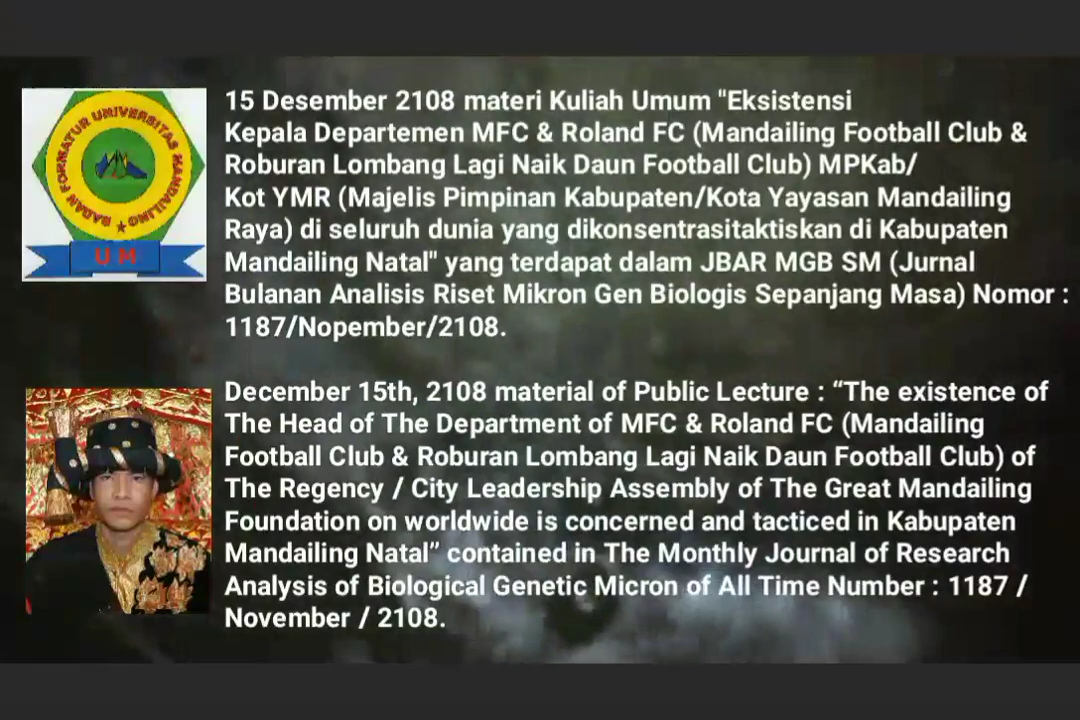 BADAN FORMATUR UNIVERSITAS MANDAILING
UM
15 Desember 2108 materi Kuliah Umum "Eksistensi
Kepala Departemen MFC & Roland FC (Mandailing Football Club &
Roburan Lombang Lagi Naik Daun Football Club) MPKab/
Kot YMR (Majelis Pimpinan Kabupaten/Kota Yayasan Mandailing
Raya) di seluruh dunia yang dikonsentrasitaktiskan di Kabupaten
Mandailing Natal" yang terdapat dalam JBAR MGB SM (Jurnal
Bulanan Analisis Riset Mikron Gen Biologis Sepanjang Masa) Nomor :
1187/Nopember/2108.
December 15th, 2108 material of Public Lecture : “The existence of
The Head of The Department of MFC & Roland FC (Mandailing
Football Club & Roburan Lombang Lagi Naik Daun Football Club) of
The Regency / City Leadership Assembly of The Great Mandailing
Foundation on worldwide is concerned and tacticed in Kabupaten
Mandailing Natal” contained in The Monthly Journal of Research
Analysis of Biological Genetic Micron of All Time Number : 1187 /
November / 2108.